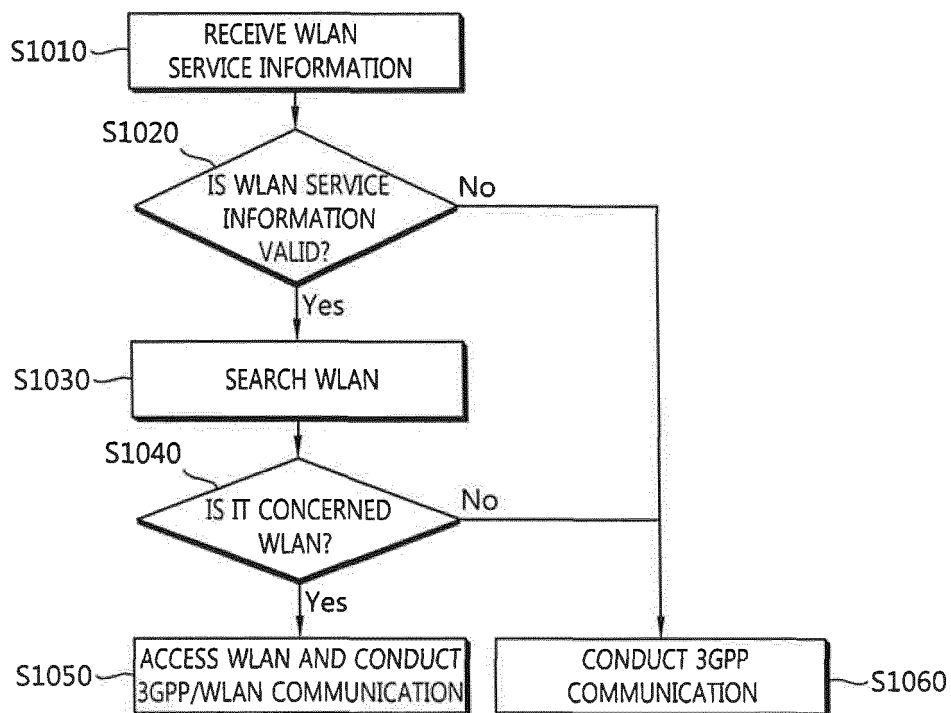 S1010
RECEIVE WLAN
SERVICE INFORMATION
S1020
IS WLAN SERVICE
INFORMATION
VALID?
No
Yes
S1030
SEARCH WLAN
S1040
IS IT CONCERNED
WLAN?
No
Yes
S1050
ACCESS WLAN AND CONDUCT
3GPP/WLAN COMMUNICATION
CONDUCT 3GPP
COMMUNICATION
S1060